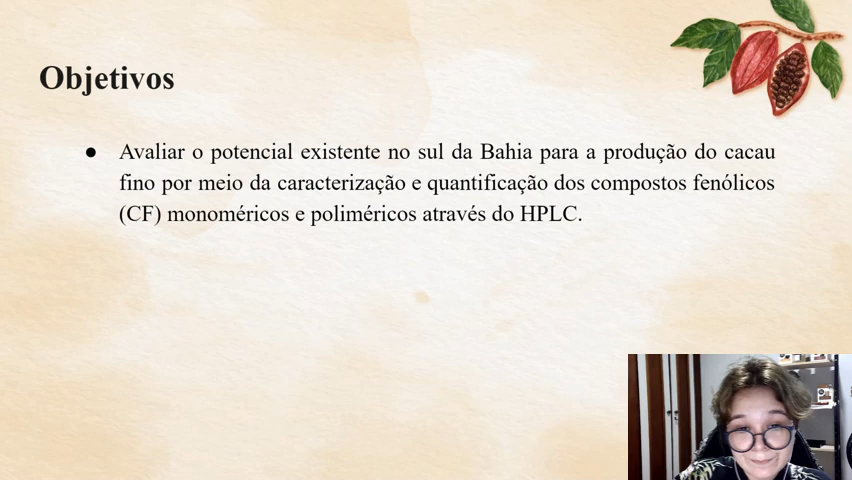 Objetivos
● Avaliar o potencial existente no sul da Bahia para a produção do cacau
fino por meio da caracterização e quantificação dos compostos fenólicos
(CF) monoméricos e poliméricos através do HPLC.